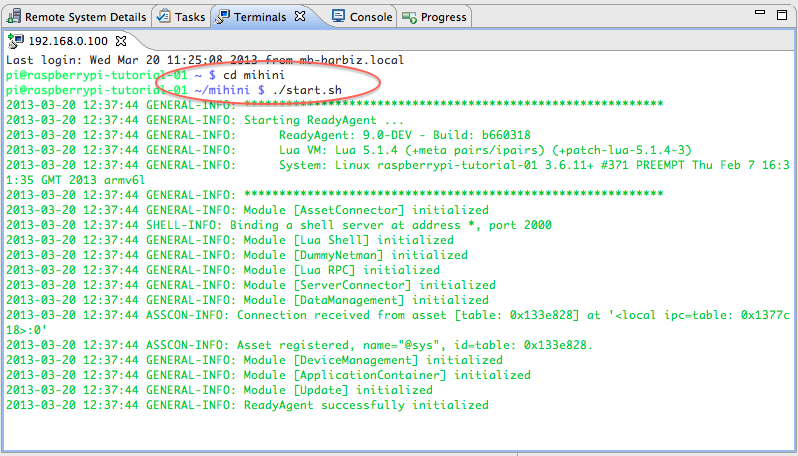 Remote System Details
Tasks
Terminals
Console
Progress
192.168.0.100
Last login: Wed Mar 20 11:25:08 2013 from mb-barbiz.local
pi@raspberrypi-tutorial-01 ~ $ cd mihini
pi@raspberrypi-tutorial-01 ~/mihini $ ./start.sh
2013-03-20 12:37:44 GENERAL-INFO: ************************************************************
2013-03-20 12:37:44 GENERAL-INFO: Starting ReadyAgent ...
2013-03-20 12:37:44 GENERAL-INFO:      ReadyAgent: 9.0-DEV - Build: b660318
2013-03-20 12:37:44 GENERAL-INFO:      Lua VM: Lua 5.1.4 (+meta pairs/ipairs) (+patch-lua-5.1.4-3)
2013-03-20 12:37:44 GENERAL-INFO:      System: Linux raspberrypi-tutorial-01 3.6.11+ #371 PREEMPT Thu Feb 7 16:3
1:35 GMT 2013 armv6l
2013-03-20 12:37:44 GENERAL-INFO: ************************************************************
2013-03-20 12:37:44 GENERAL-INFO: Module [AssetConnector] initialized
2013-03-20 12:37:44 SHELL-INFO: Binding a shell server at address *, port 2000
2013-03-20 12:37:44 GENERAL-INFO: Module [Lua Shell] initialized
2013-03-20 12:37:44 GENERAL-INFO: Module [DummyNetman] initialized
2013-03-20 12:37:44 GENERAL-INFO: Module [Lua RPC] initialized
2013-03-20 12:37:44 GENERAL-INFO: Module [ServerConnector] initialized
2013-03-20 12:37:44 GENERAL-INFO: Module [DataManagement] initialized
2013-03-20 12:37:44 ASSCON-INFO: Connection received from asset [table: 0x133e828] at '<local ipc=table: 0x1377c
18>:0'
2013-03-20 12:37:44 ASSCON-INFO: Asset registered, name="@sys", id=table: 0x133e828.
2013-03-20 12:37:44 GENERAL-INFO: Module [DeviceManagement] initialized
2013-03-20 12:37:44 GENERAL-INFO: Module [ApplicationContainer] initialized
2013-03-20 12:37:44 GENERAL-INFO: Module [Update] initialized
2013-03-20 12:37:44 GENERAL-INFO: ReadyAgent successfully initialized